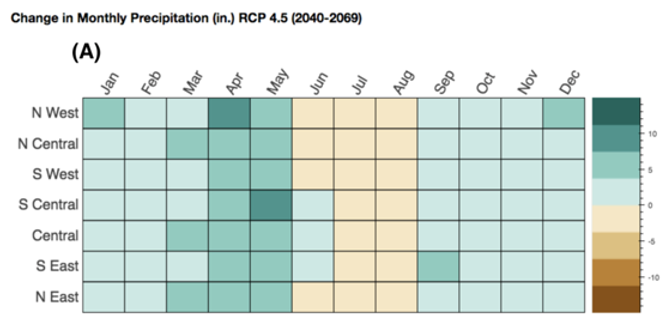 Change in Monthly Precipitation (in.) RCP 4.5 (2040-2069)
(A)
Jan Feb Mar Apr May Jun Jul Aug Sep Oct Nov Dec
N West
N Central
S West
S Central
Central
S East
N East
10
5
0
-5
-10